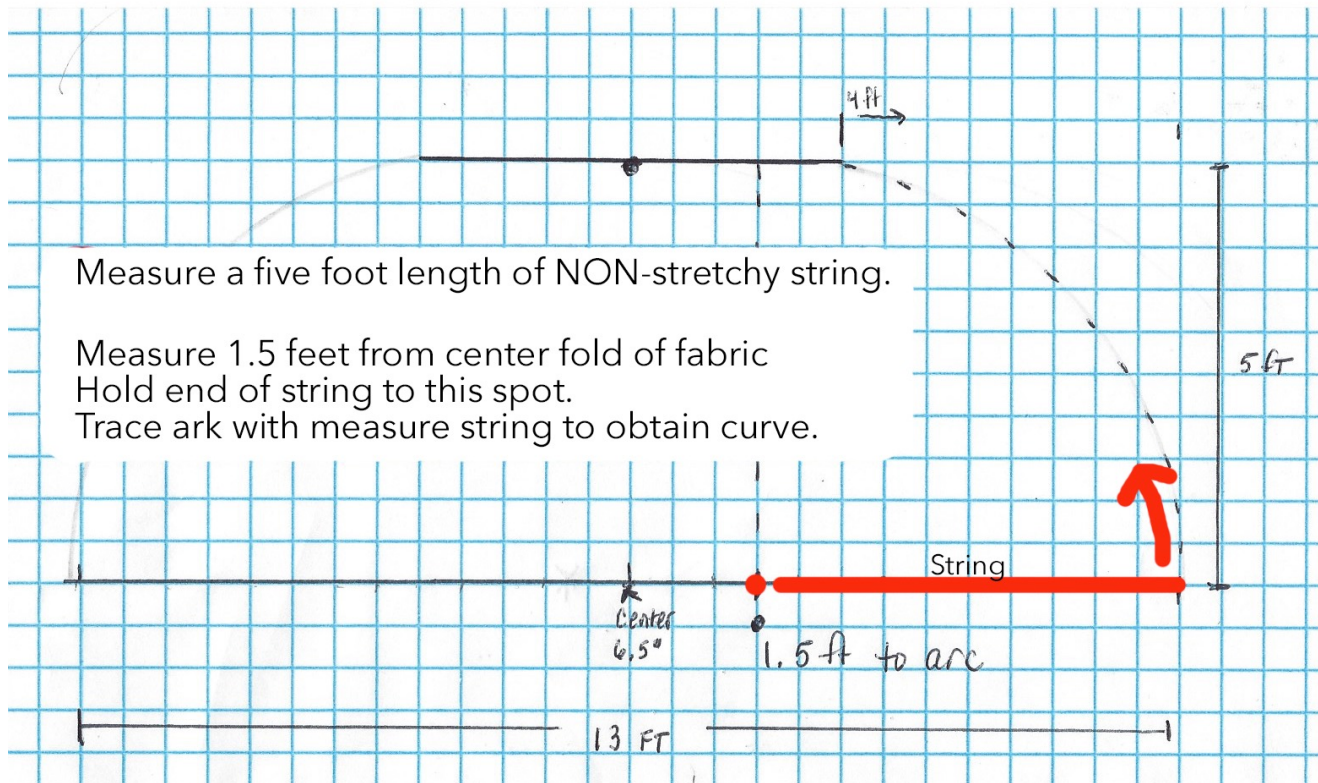 4 ft
Measure a five foot length of NON-stretchy string.
Measure 1.5 feet from center fold of fabric
Hold end of string to this spot.
Trace ark with measure string to obtain curve.
5 ft
String
Center
6,5"
1.5 ft to arc
13 FT